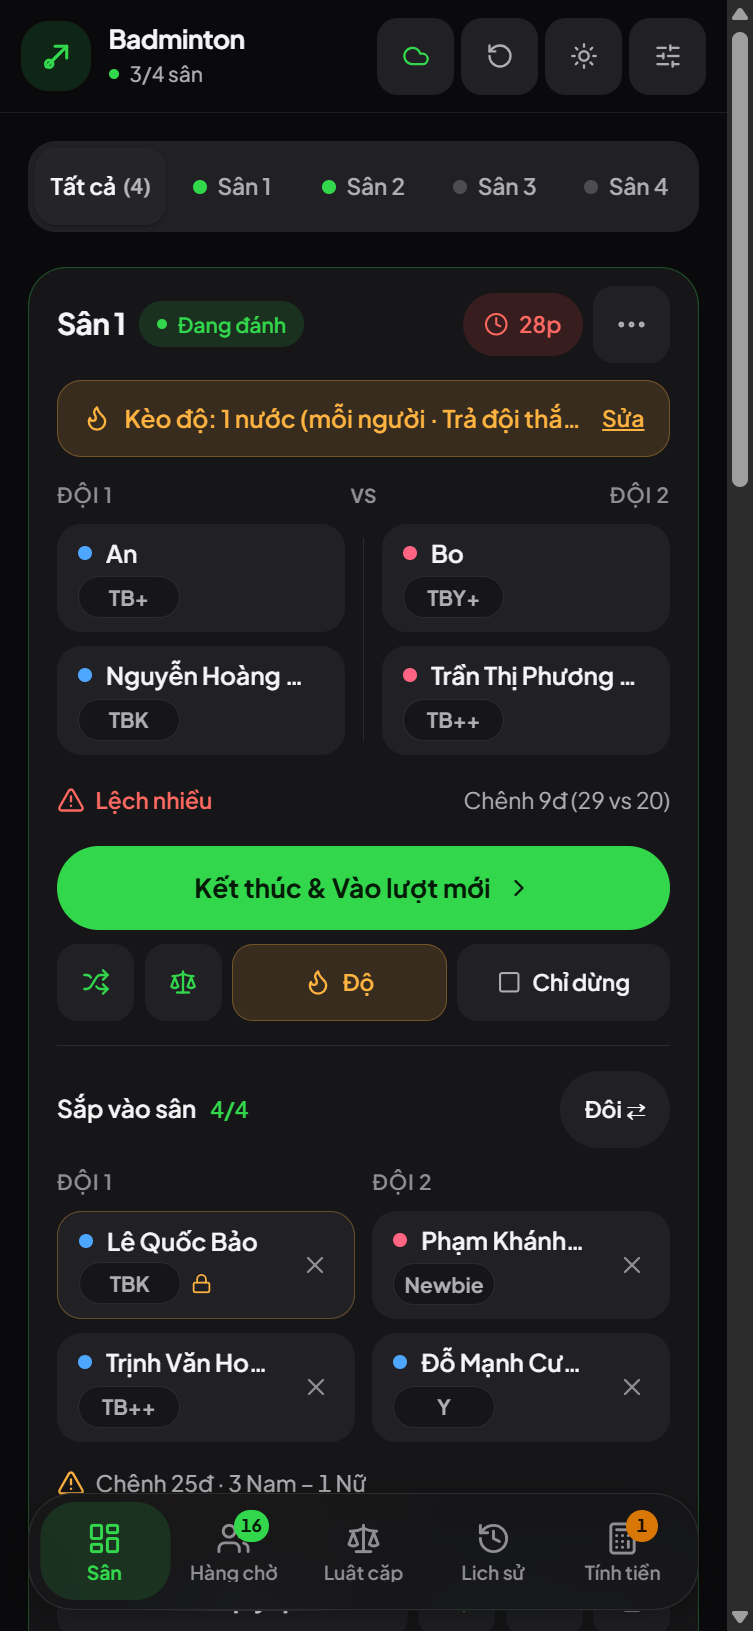 Badminton
3/4 sân
Tất cả (4) Sân 1 Sân 2 Sân 3 Sân 4
Sân 1 Đang đánh 28p
Kèo độ: 1 nước (mỗi người · Trả đội thắ... Sửa
ĐỘI 1 VS ĐỘI 2
An Bo
TB+ TBY+
Nguyễn Hoàng ... Trần Thị Phương ...
TBK TB++
Lệch nhiều Chênh 9đ (29 vs 20)
Kết thúc & Vào lượt mới
Độ Chỉ dừng
Sắp vào sân 4/4 Đôi ⇄
ĐỘI 1 ĐỘI 2
Lê Quốc Bảo Phạm Khánh...
TBK Newbie
Trịnh Văn Ho... Đỗ Mạnh Cư...
TB++ Y
Chênh 25đ · 3 Nam – 1 Nữ
16 1
Sân Hàng chờ Luật cặp Lịch sử Tính tiền